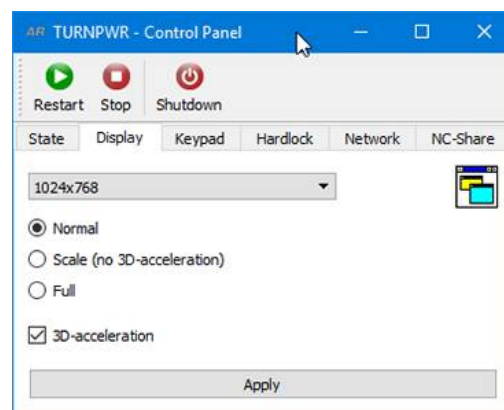 AR TURNPWR - Control Panel
Restart Stop Shutdown
State Display Keypad Hardlock Network NC-Share
1024x768
Normal
Scale (no 3D-acceleration)
Full
3D-acceleration
Apply